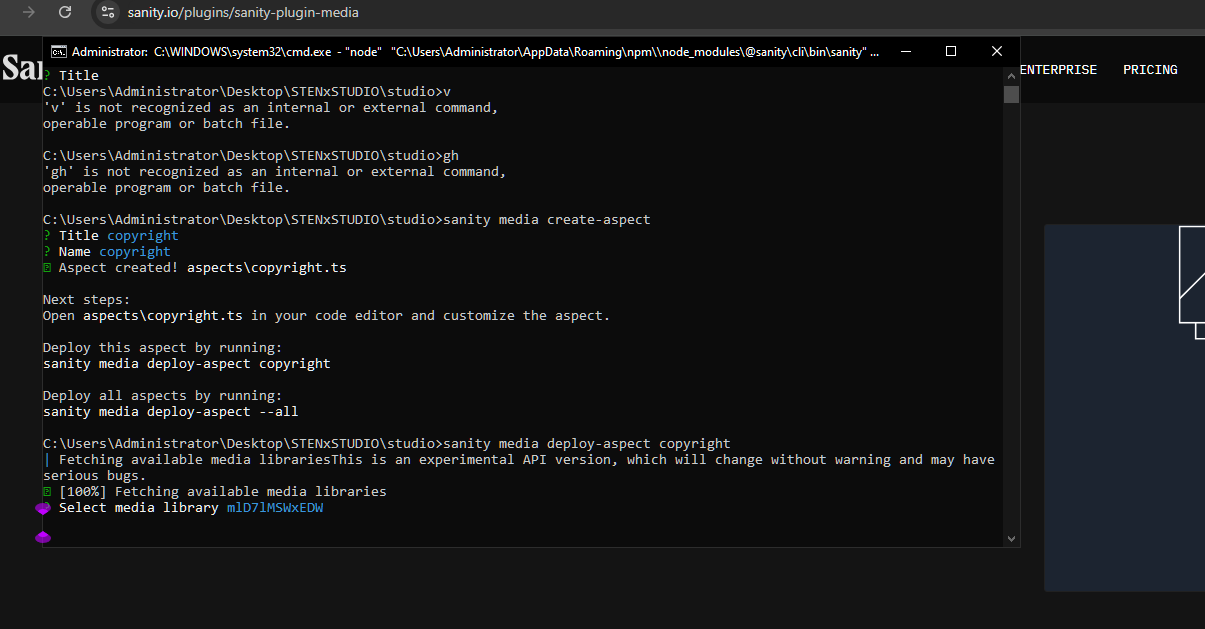 sanity.io/plugins/sanity-plugin-media
Administrator: C:\WINDOWS\system32\cmd.exe - "node" "C:\Users\Administrator\AppData\Roaming\npm\\node_modules\@sanity\cli\bin\sanity" ...
San
ENTERPRISE PRICING
? Title
C:\Users\Administrator\Desktop\STENxSTUDIO\studio>v
'v' is not recognized as an internal or external command,
operable program or batch file.
C:\Users\Administrator\Desktop\STENxSTUDIO\studio>gh
'gh' is not recognized as an internal or external command,
operable program or batch file.
C:\Users\Administrator\Desktop\STENxSTUDIO\studio>sanity media create-aspect
? Title copyright
? Name copyright
Aspect created! aspects\copyright.ts
Next steps:
Open aspects\copyright.ts in your code editor and customize the aspect.
Deploy this aspect by running:
sanity media deploy-aspect copyright
Deploy all aspects by running:
sanity media deploy-aspect --all
C:\Users\Administrator\Desktop\STENxSTUDIO\studio>sanity media deploy-aspect copyright
| Fetching available media librariesThis is an experimental API version, which will change without warning and may have
serious bugs.
[100%] Fetching available media libraries
? Select media library mlD7lMSWxEDW